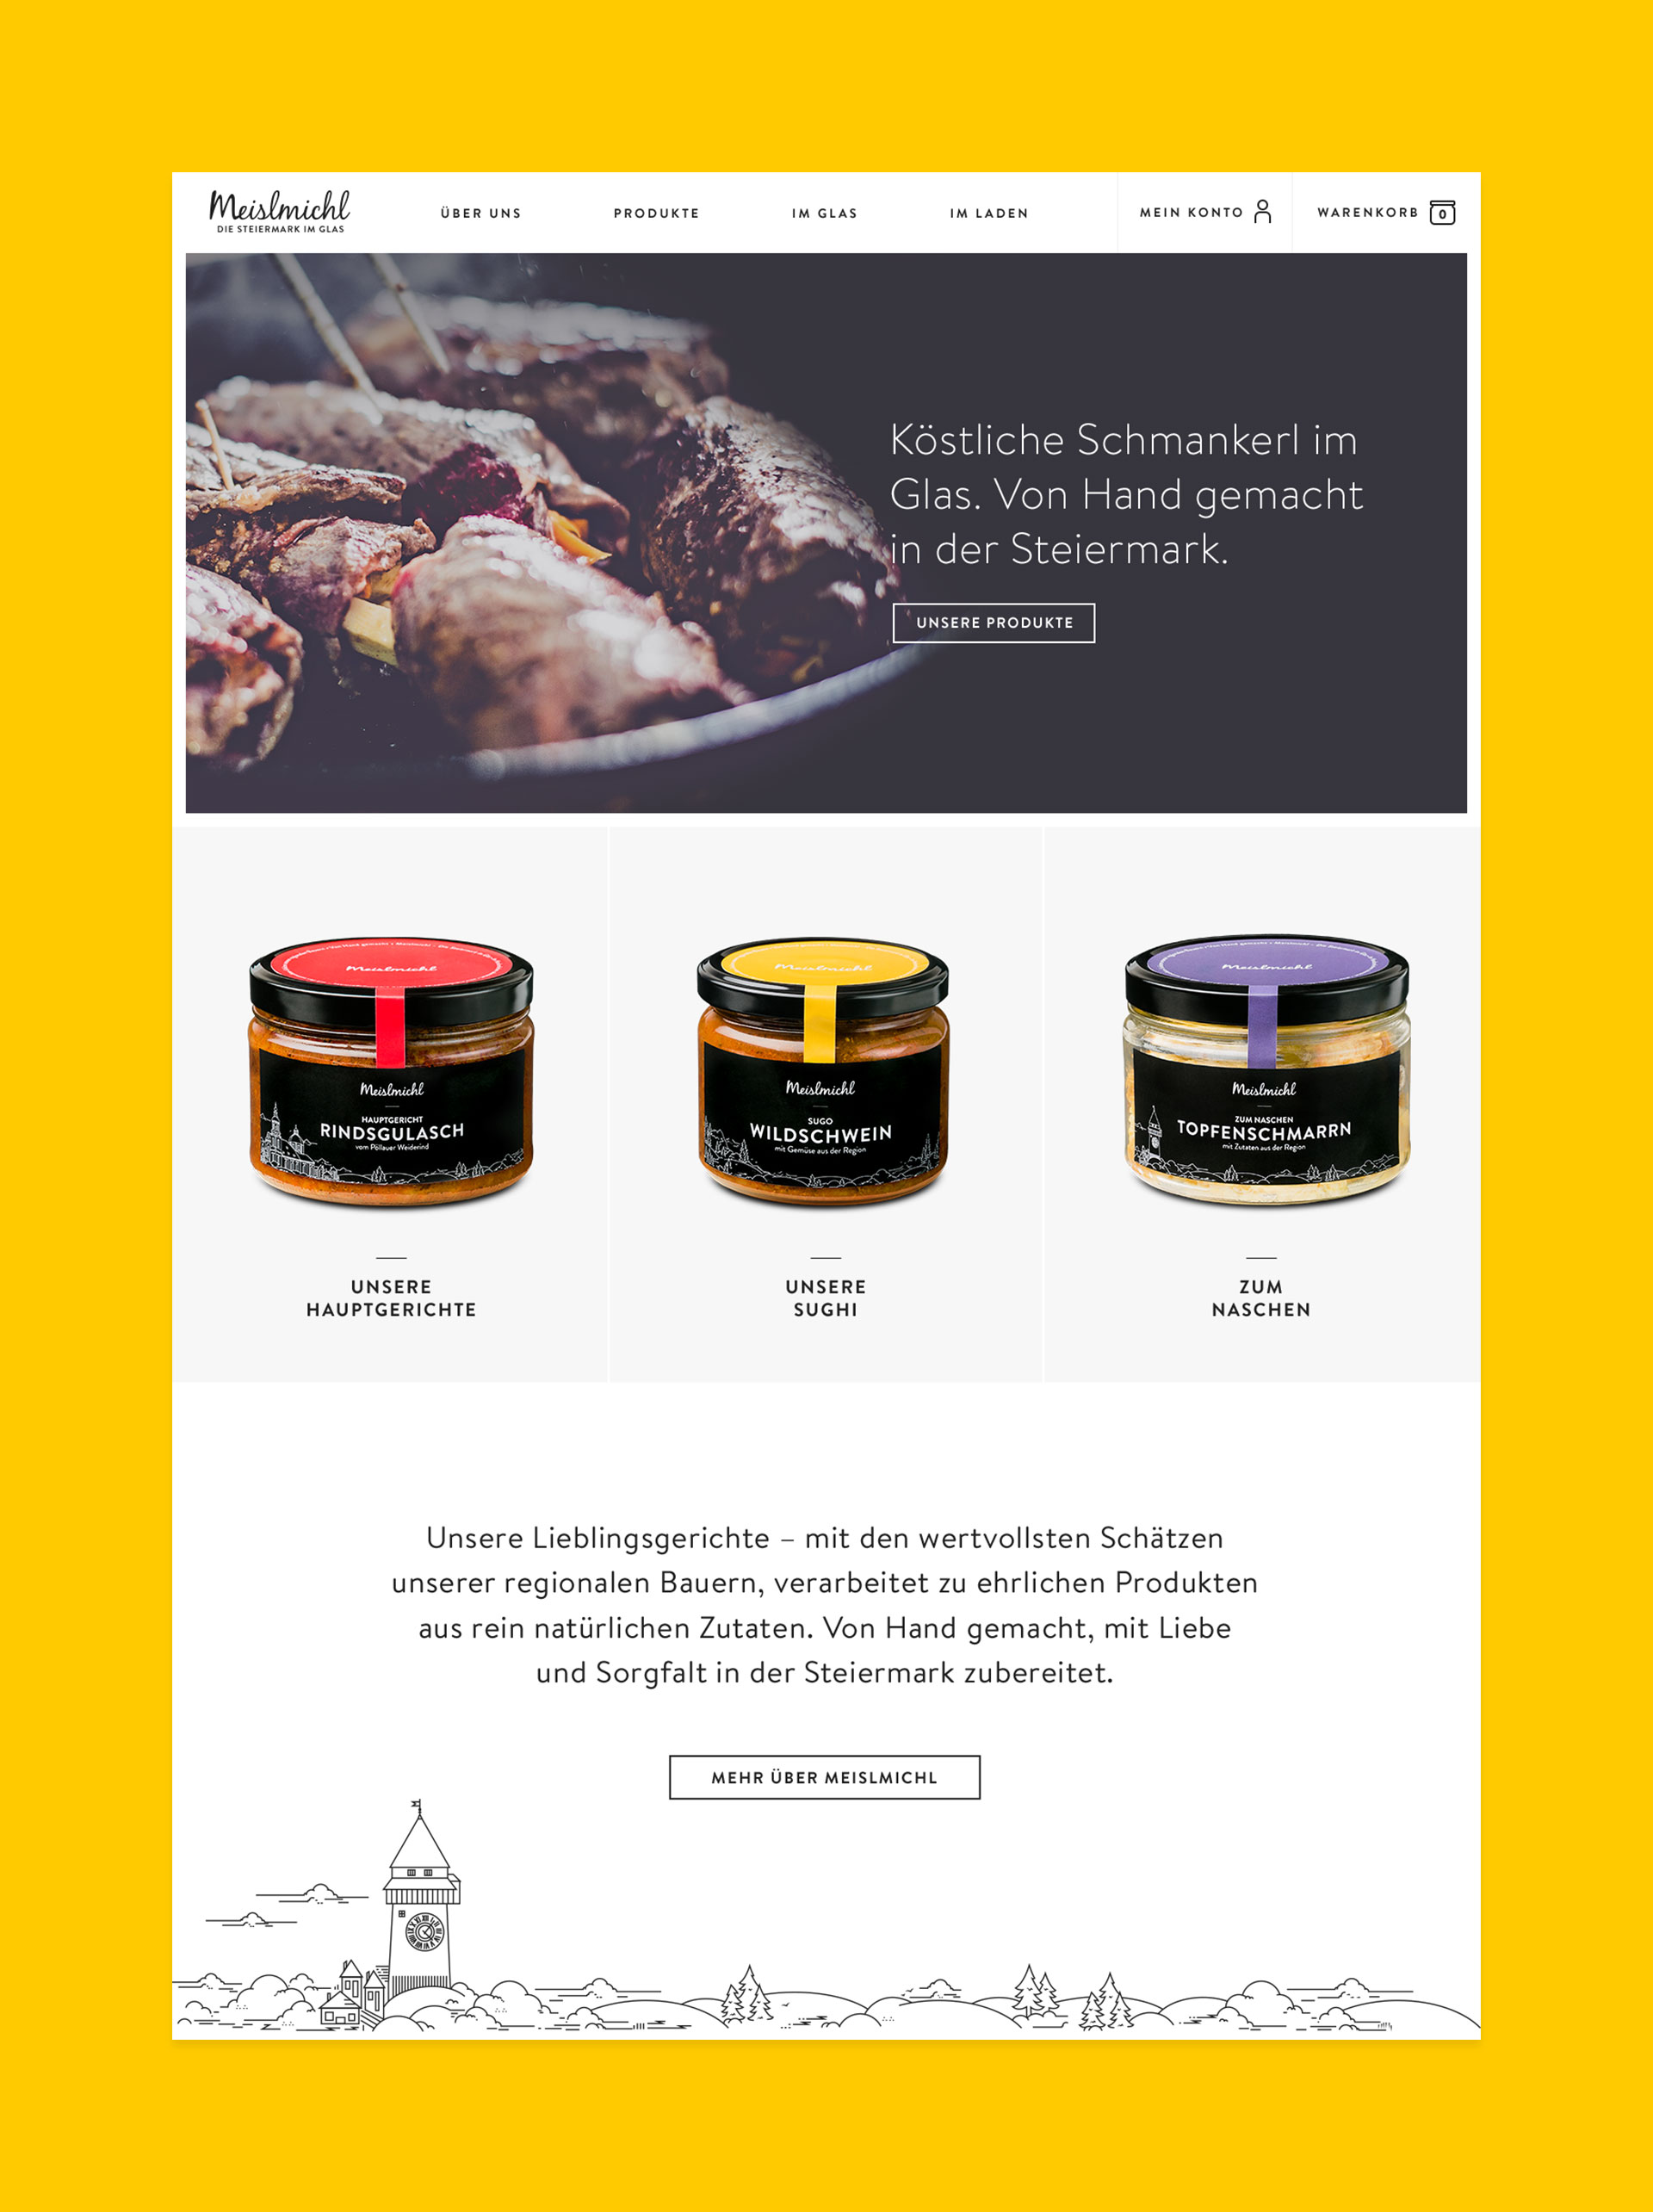 Meislmichl
DIE STEIERMARK IM GLAS
ÜBER UNS
PRODUKTE
IM GLAS
IM LADEN
MEIN KONTO
WARENKORB
0
Köstliche Schmankerl im
Glas. Von Hand gemacht
in der Steiermark.
UNSERE PRODUKTE
Meislmichl
Meislmichl
HAUPTGERICHT
RINDSGULASCH
vom Pöllauer Weiderind
UNSERE
HAUPTGERICHTE
Meislmichl
Meislmichl
SUGO
WILDSCHWEIN
mit Gemüse aus der Region
UNSERE
SUGHI
Meislmichl
Meislmichl
ZUM NASCHEN
TOPFENSCHMARRN
mit Zutaten aus der Region
ZUM
NASCHEN
Unsere Lieblingsgerichte – mit den wertvollsten Schätzen
unserer regionalen Bauern, verarbeitet zu ehrlichen Produkten
aus rein natürlichen Zutaten. Von Hand gemacht, mit Liebe
und Sorgfalt in der Steiermark zubereitet.
MEHR ÜBER MEISLMICHL